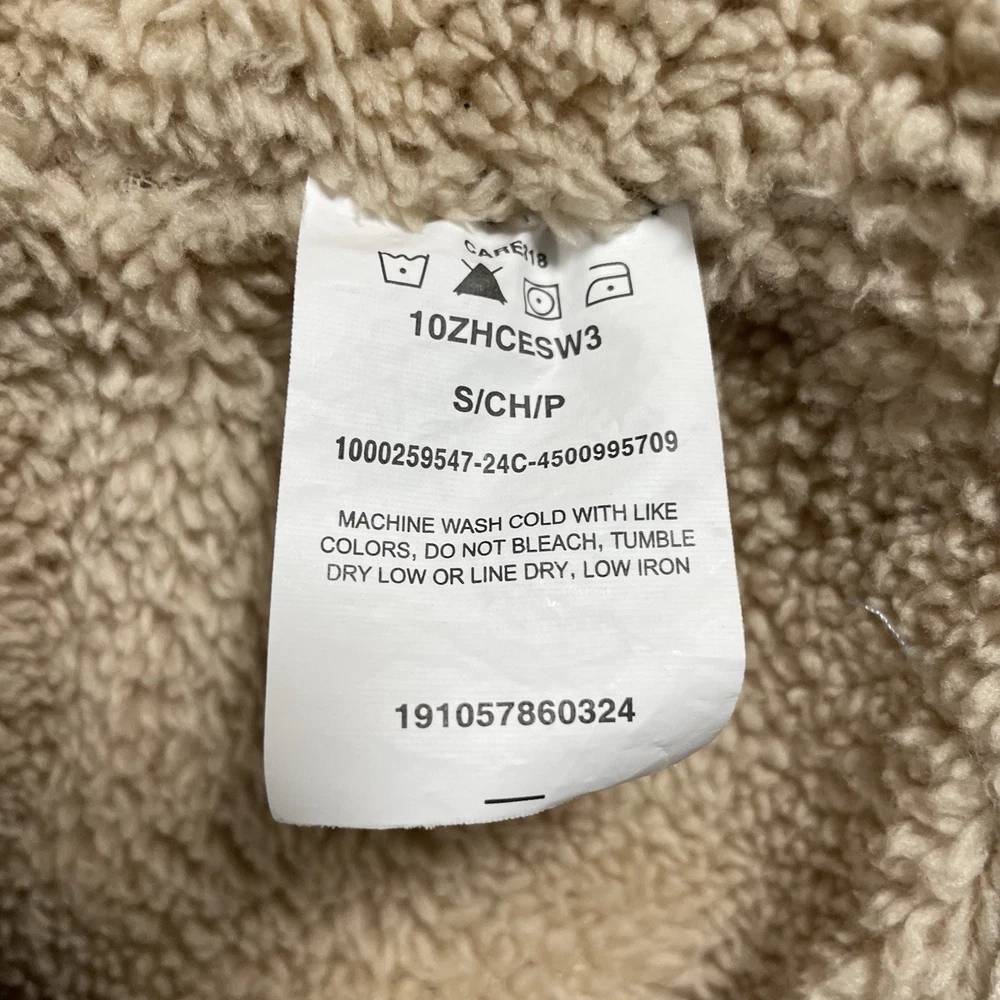 CARE118
10ZHCESW3
S/CH/P
1000259547-24C-4500995709
MACHINE WASH COLD WITH LIKE
COLORS, DO NOT BLEACH, TUMBLE
DRY LOW OR LINE DRY, LOW IRON
191057860324